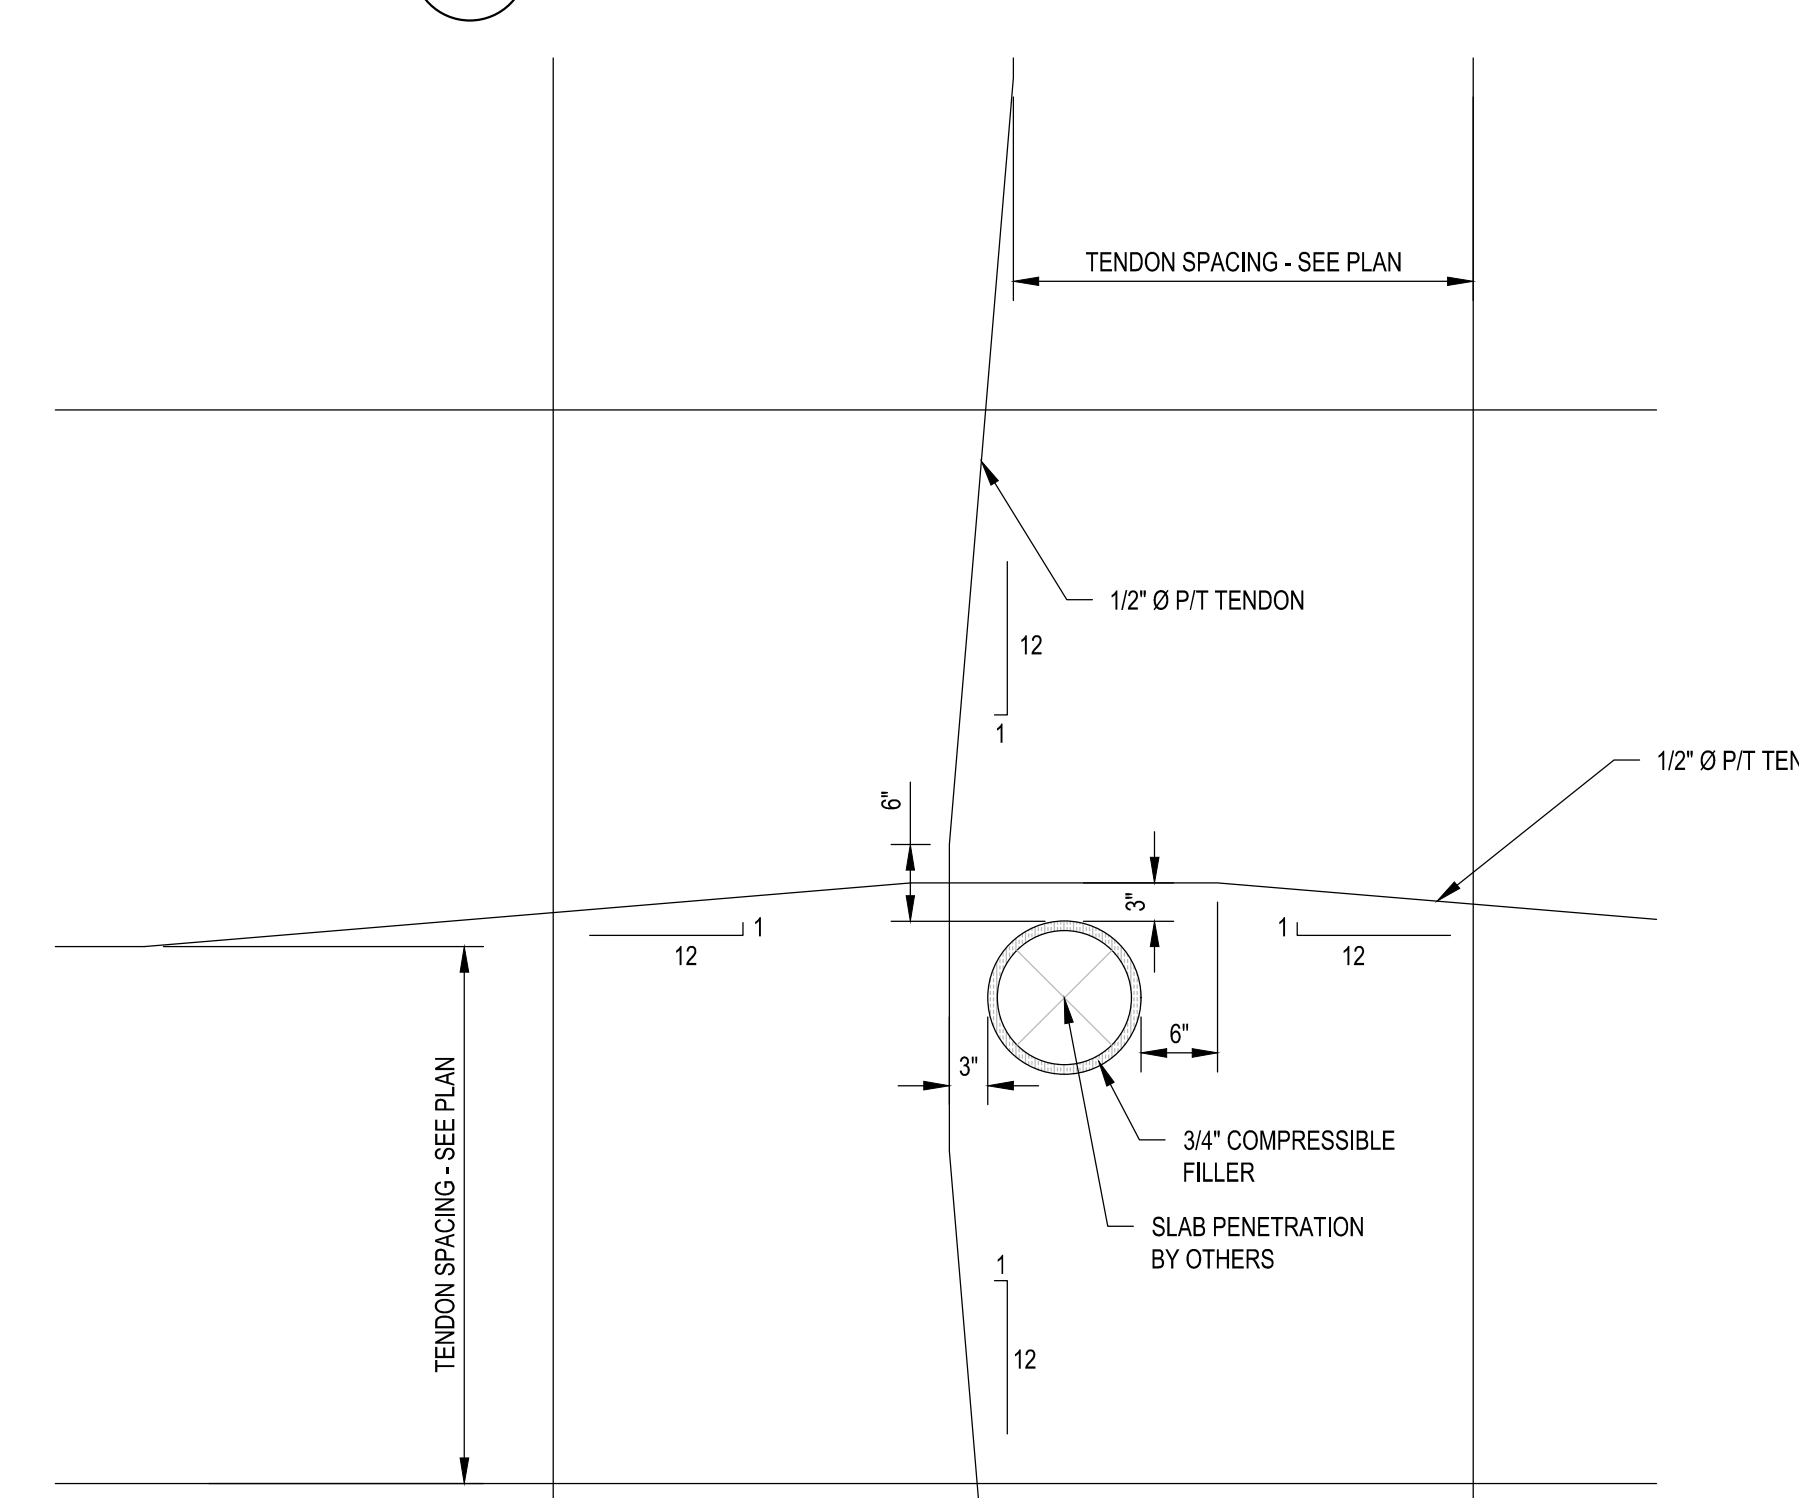 TENDON SPACING - SEE PLAN
1/2" Ø P/T TENDON
12
1
1/2" Ø P/T
6"
3"
1
12
1
12
6"
3"
TENDON SPACING - SEE PLAN
3/4" COMPRESSIBLE
FILLER
SLAB PENETRATION
BY OTHERS
1
12